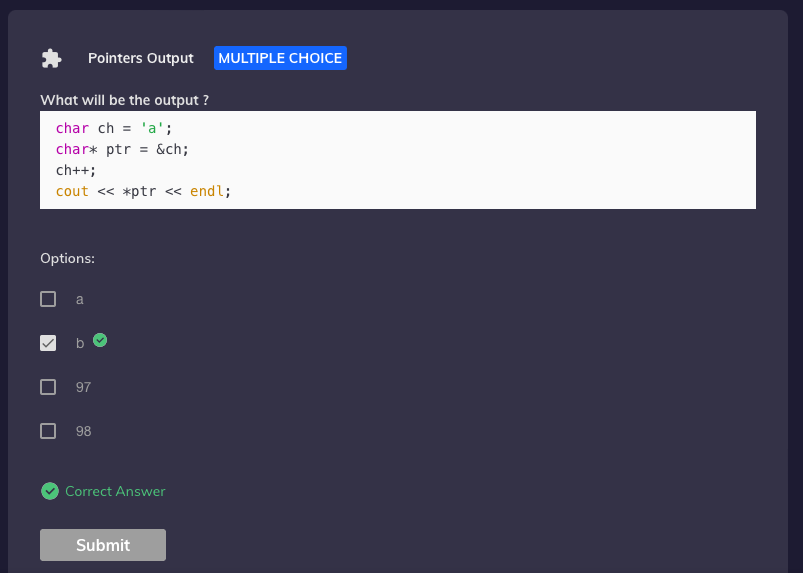 Pointers Output MULTIPLE CHOICE
What will be the output ?
char ch = 'a';
char* ptr = &ch;
ch++;
cout << *ptr << endl;
Options:
a
b
97
98
Correct Answer
Submit